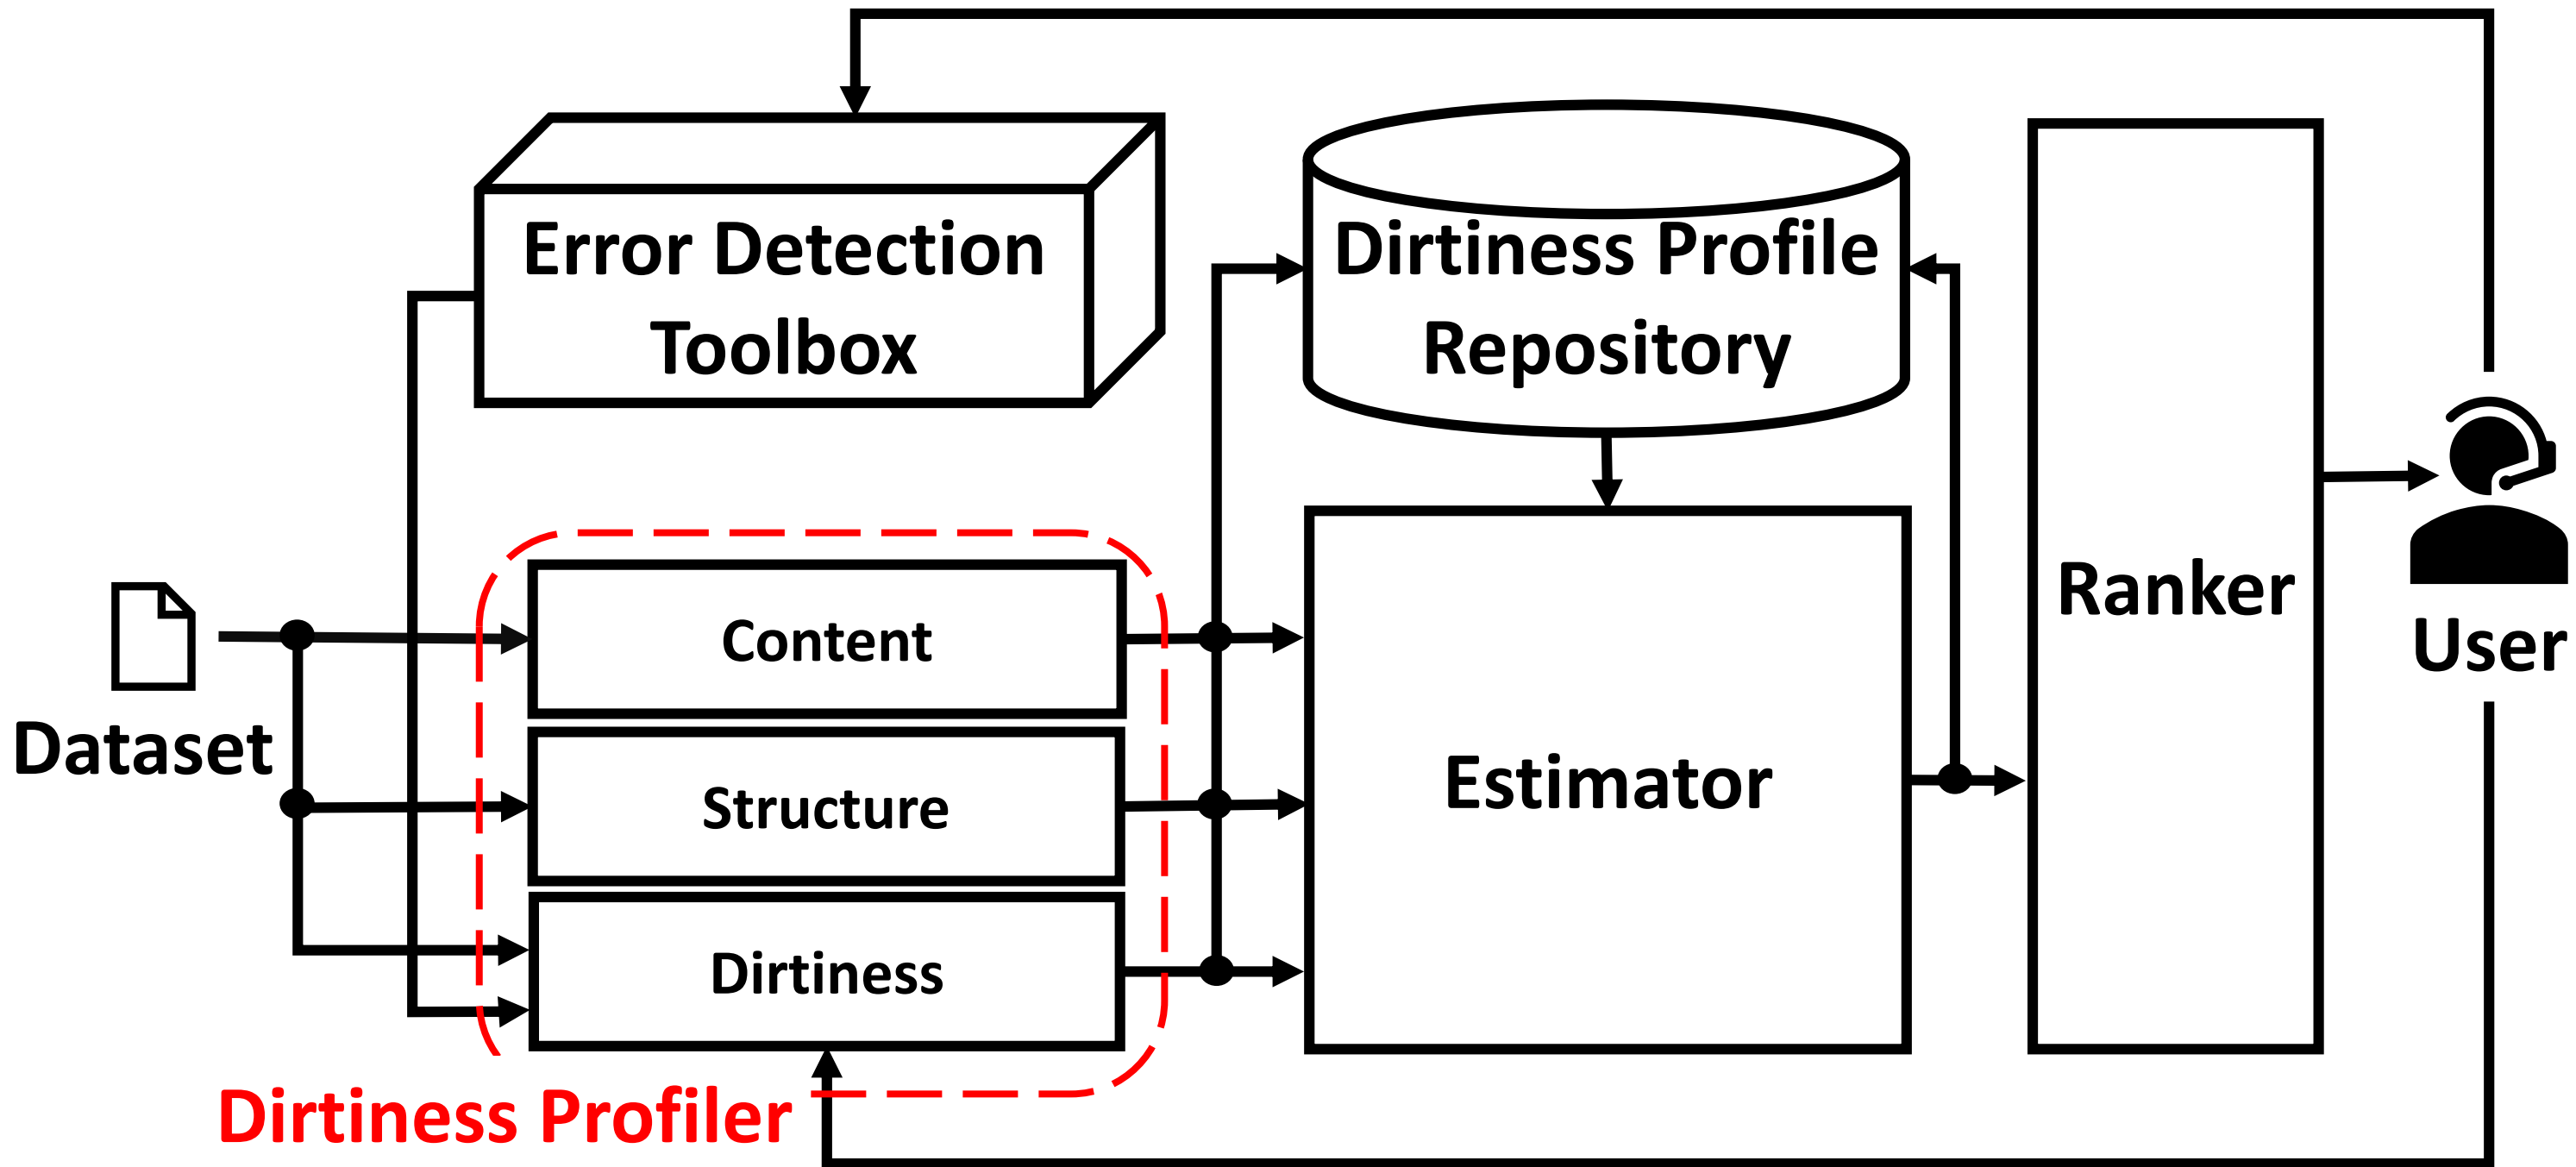 Error Detection
Toolbox
Dirtiness Profile
Repository
Ranker
User
Dataset
Content
Structure
Dirtiness
Estimator
Dirtiness Profiler